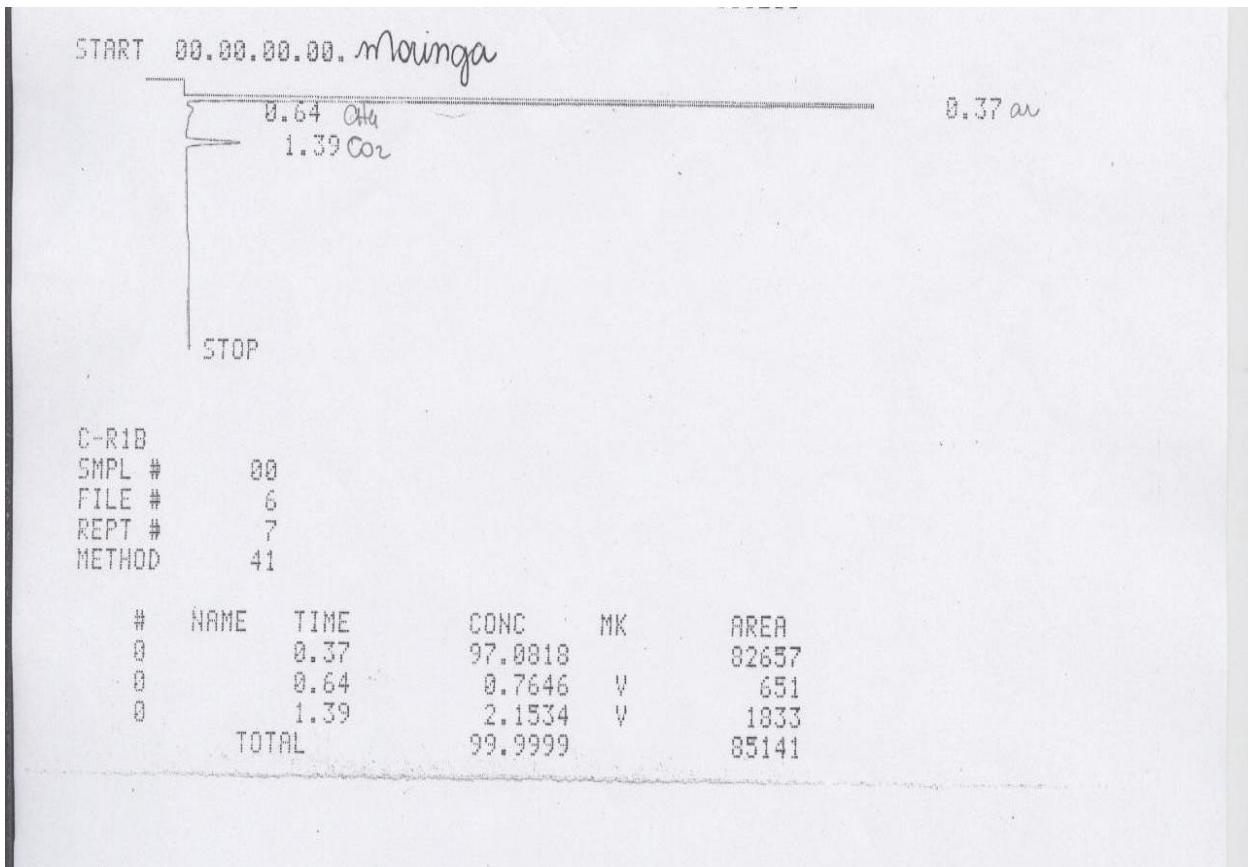 START 00.00.00.00. Moringa
0.37 ar
0.64 CH4
1.39 CO2
STOP
C-R1B
SMPL # 00
FILE # 6
REPT # 7
METHOD 41
# NAME TIME CONC MK AREA
0 0.37 97.0818 82657
0 0.64 0.7646 V 651
0 1.39 2.1534 V 1833
TOTAL 99.9999 85141